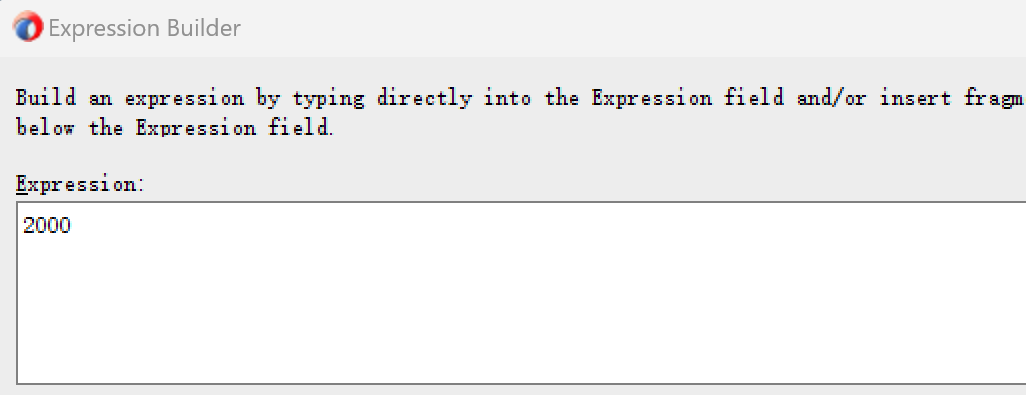 Expression Builder
Build an expression by typing directly into the Expression field and/or insert fragm
below the Expression field.
Expression:
2000